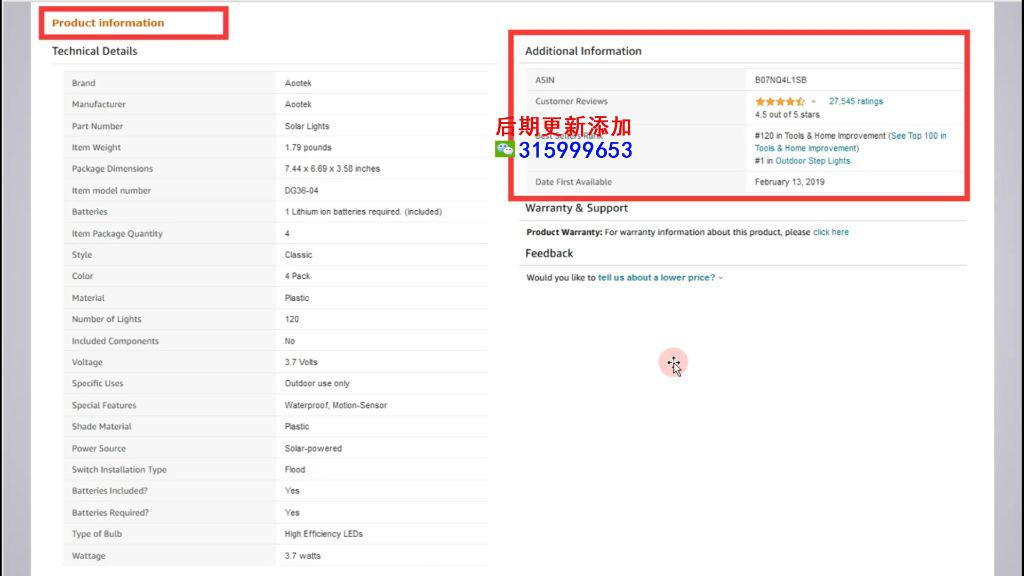 Product information
Technical Details
Brand Aootek
Manufacturer Aootek
Part Number Solar Lights
Item Weight 1.79 pounds
Package Dimensions 7.44 x 6.69 x 3.58 inches
Item model number DG36-04
Batteries 1 Lithium ion batteries required. (included)
Item Package Quantity 4
Style Classic
Color 4 Pack
Material Plastic
Number of Lights 120
Included Components No
Voltage 3.7 Volts
Specific Uses Outdoor use only
Special Features Waterproof, Motion-Sensor
Shade Material Plastic
Power Source Solar-powered
Switch Installation Type Flood
Batteries Included? Yes
Batteries Required? Yes
Type of Bulb High Efficiency LEDs
Wattage 3.7 watts
Additional Information
ASIN B07NQ4L1SB
Customer Reviews 27,545 ratings
4.5 out of 5 stars
后期更新添加
315999653
Best Sellers Rank #120 in Tools & Home Improvement (See Top 100 in
Tools & Home Improvement)
#1 in Outdoor Step Lights
Date First Available February 13, 2019
Warranty & Support
Product Warranty: For warranty information about this product, please click here
Feedback
Would you like to tell us about a lower price?